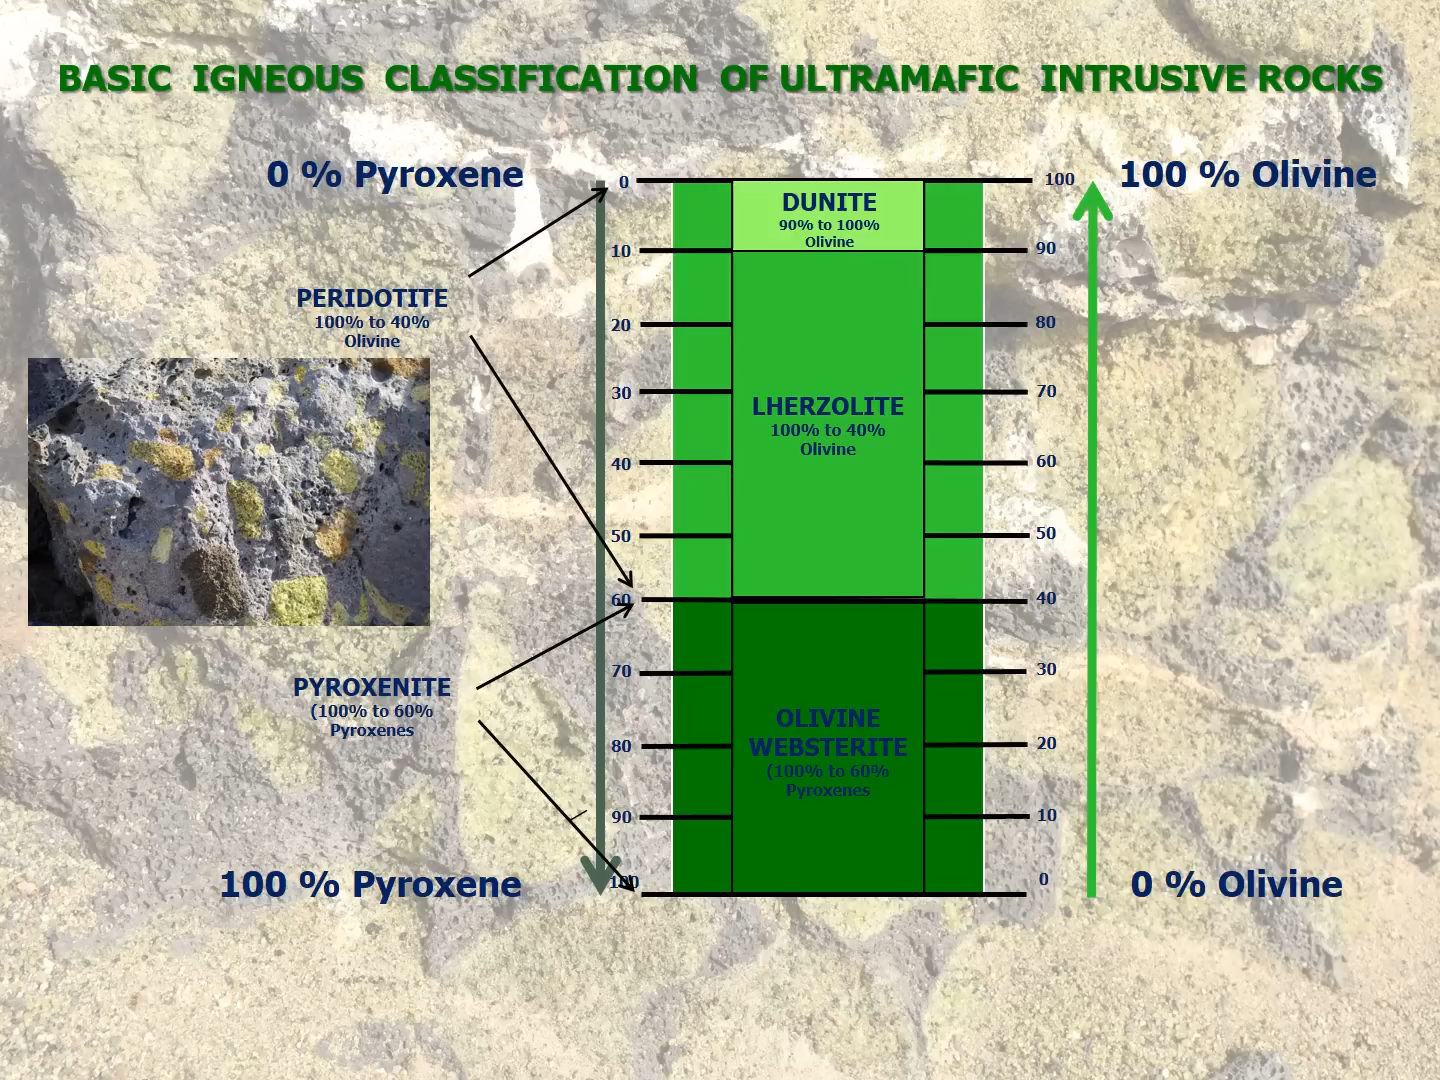 BASIC IGNEOUS CLASSIFICATION OF ULTRAMAFIC INTRUSIVE ROCKS
0 % Pyroxene
100 % Olivine
0
10
20
30
40
50
60
70
80
90
100
PERIDOTITE
100% to 40%
Olivine
PYROXENITE
(100% to 60%
Pyroxenes
DUNITE
90% to 100%
Olivine
LHERZOLITE
100% to 40%
Olivine
OLIVINE
WEBSTERITE
(100% to 60%
Pyroxenes
100
90
80
70
60
50
40
30
20
10
0
100 % Pyroxene
0 % Olivine